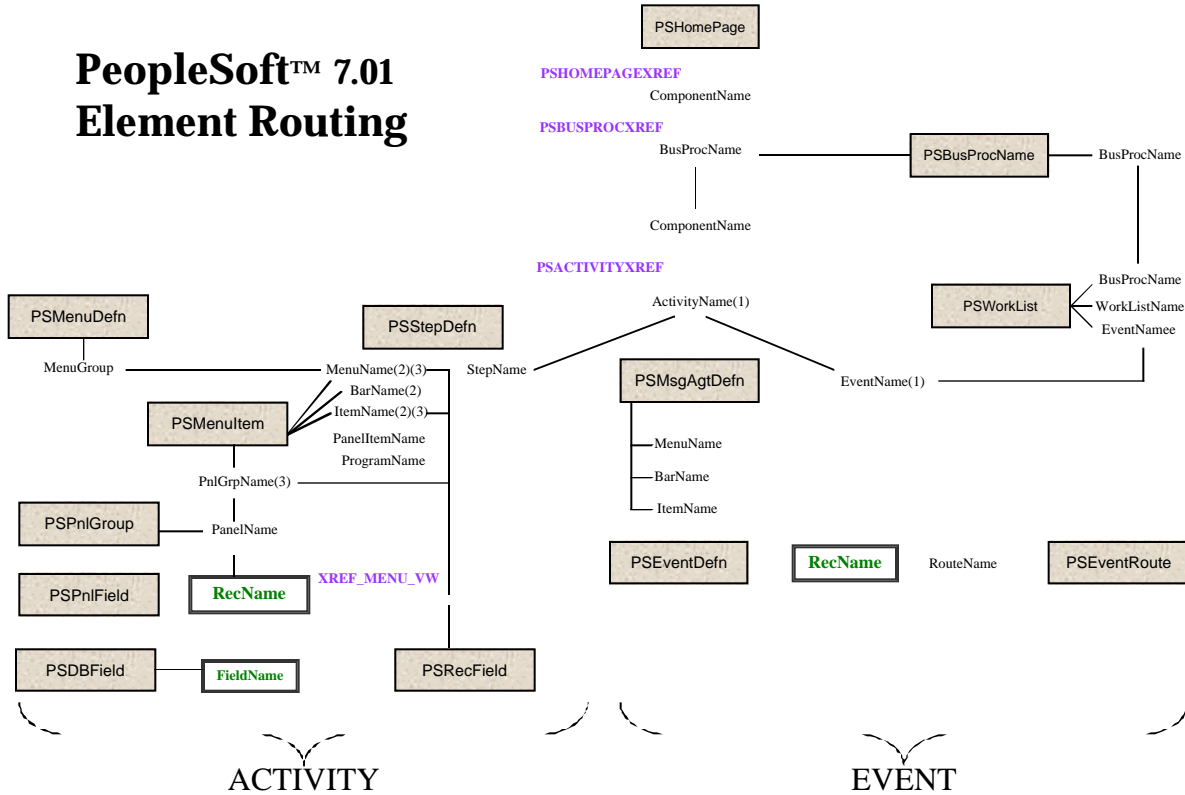 PSHomePage
PeopleSoft™ 7.01
Element Routing
PSHOMEPAGEXREF
ComponentName
PSBUSPROCXREF
BusProcName
PSBusProcName
BusProcName
ComponentName
PSACTIVITYXREF
ActivityName(1)
BusProcName
PSWorkList
WorkListName
EventNamee
PSMenuDefn
PSStepDefn
MenuGroup
MenuName(2)(3)
StepName
PSMsgAgtDefn
EventName(1)
BarName(2)
ItemName(2)(3)
PSMenuItem
PanelItemName
ProgramName
MenuName
BarName
ItemName
PnlGrpName(3)
PSPnlGroup
PanelName
PSEventDefn
RecName
RouteName
PSEventRoute
PSPnlField
RecName
XREF_MENU_VW
PSDBField
FieldName
PSRecField
ACTIVITY
EVENT